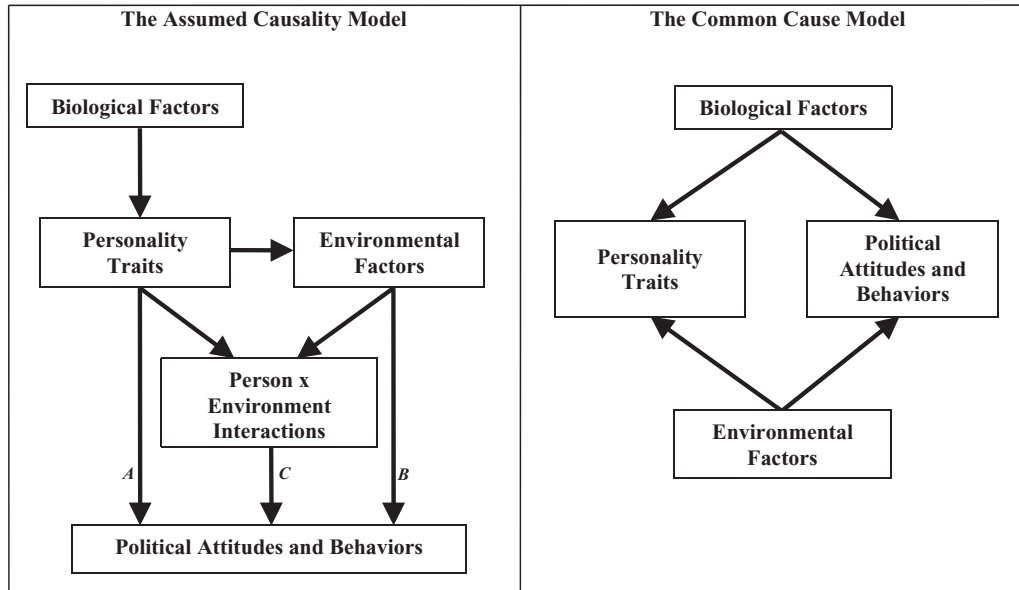 The Assumed Causality Model
Biological Factors
Personality
Traits
Environmental
Factors
Person x
Environment
Interactions
A
C
B
Political Attitudes and Behaviors
The Common Cause Model
Biological Factors
Personality
Traits
Political
Attitudes and
Behaviors
Environmental
Factors